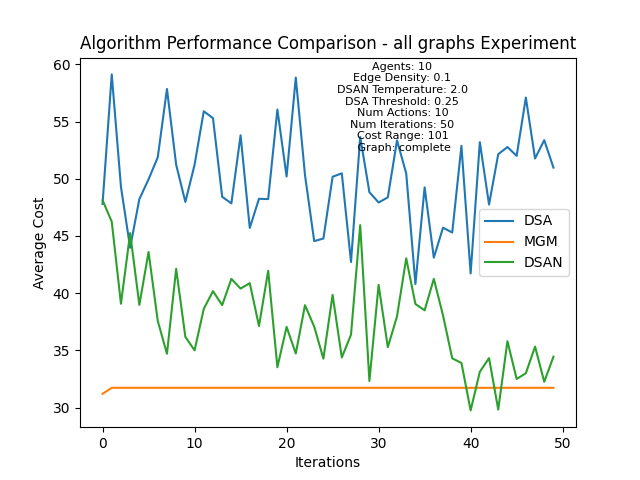 Algorithm Performance Comparison - all graphs Experiment
Agents: 10
Edge Density: 0.1
DSAN Temperature: 2.0
DSA Threshold: 0.25
Num Actions: 10
Num Iterations: 50
Cost Range: 101
Graph: complete
60
55
50
45
40
35
30
Average Cost
DSA
MGM
DSAN
0
10
20
30
40
50
Iterations